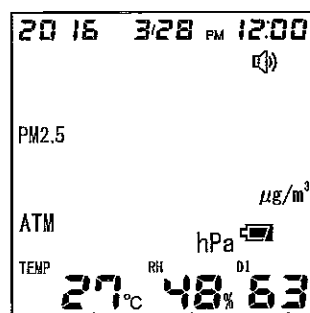 2016 3/28 PM 12:00
PM2.5
μg/m³
ATM
hPa
TEMP RH DI
27℃ 48% 63